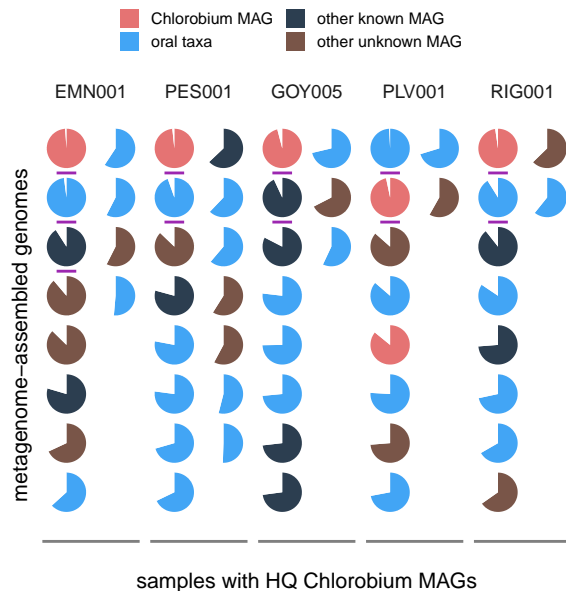 Chlorobium MAG
other known MAG
oral taxa
other unknown MAG
EMN001
PES001
GOY005
PLV001
RIG001
metagenome−assembled genomes
samples with HQ Chlorobium MAGs